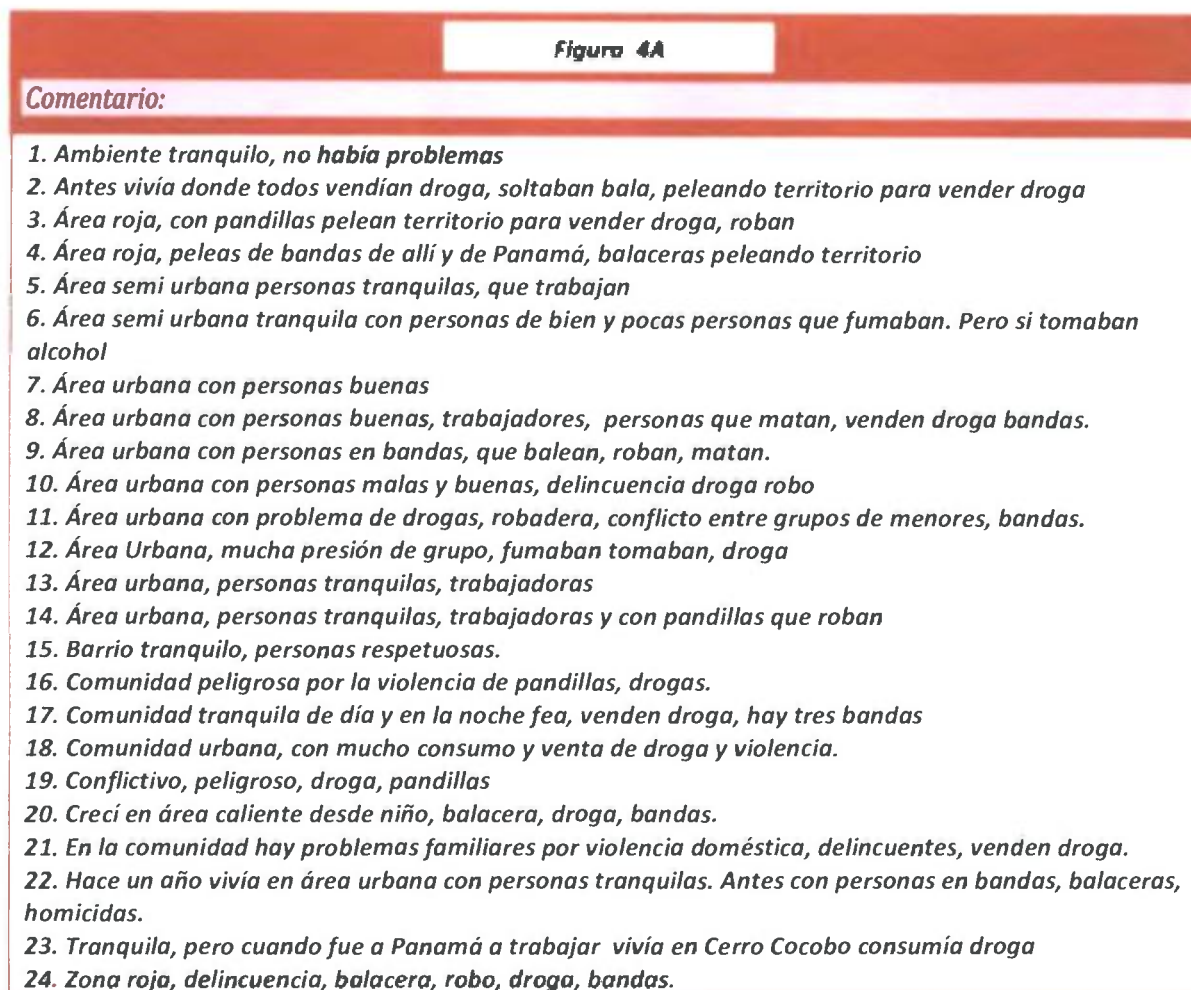 Figura 4A
Comentario:
1. Ambiente tranquilo, no había problemas
2. Antes vivía donde todos vendían droga, soltaban bala, peleando territorio para vender droga
3. Área roja, con pandillas pelean territorio para vender droga, roban
4. Área roja, peleas de bandas de allí y de Panamá, balaceras peleando territorio
5. Área semi urbana personas tranquilas, que trabajan
6. Área semi urbana tranquila con personas de bien y pocas personas que fumaban. Pero si tomaban
alcohol
7. Área urbana con personas buenas
8. Área urbana con personas buenas, trabajadores, personas que matan, venden droga bandas.
9. Área urbana con personas en bandas, que balean, roban, matan.
10. Área urbana con personas malas y buenas, delincuencia droga robo
11. Área urbana con problema de drogas, robadera, conflicto entre grupos de menores, bandas.
12. Área Urbana, mucha presión de grupo, fumaban tomaban, droga
13. Área urbana, personas tranquilas, trabajadoras
14. Área urbana, personas tranquilas, trabajadoras y con pandillas que roban
15. Barrio tranquilo, personas respetuosas.
16. Comunidad peligrosa por la violencia de pandillas, drogas.
17. Comunidad tranquila de día y en la noche fea, venden droga, hay tres bandas
18. Comunidad urbana, con mucho consumo y venta de droga y violencia.
19. Conflictivo, peligroso, droga, pandillas
20. Crecí en área caliente desde niño, balacera, droga, bandas.
21. En la comunidad hay problemas familiares por violencia doméstica, delincuentes, venden droga.
22. Hace un año vivía en área urbana con personas tranquilas. Antes con personas en bandas, balaceras,
homicidas.
23. Tranquila, pero cuando fue a Panamá a trabajar vivía en Cerro Cocobo consumía droga
24. Zona roja, delincuencia, balacera, robo, droga, bandas.